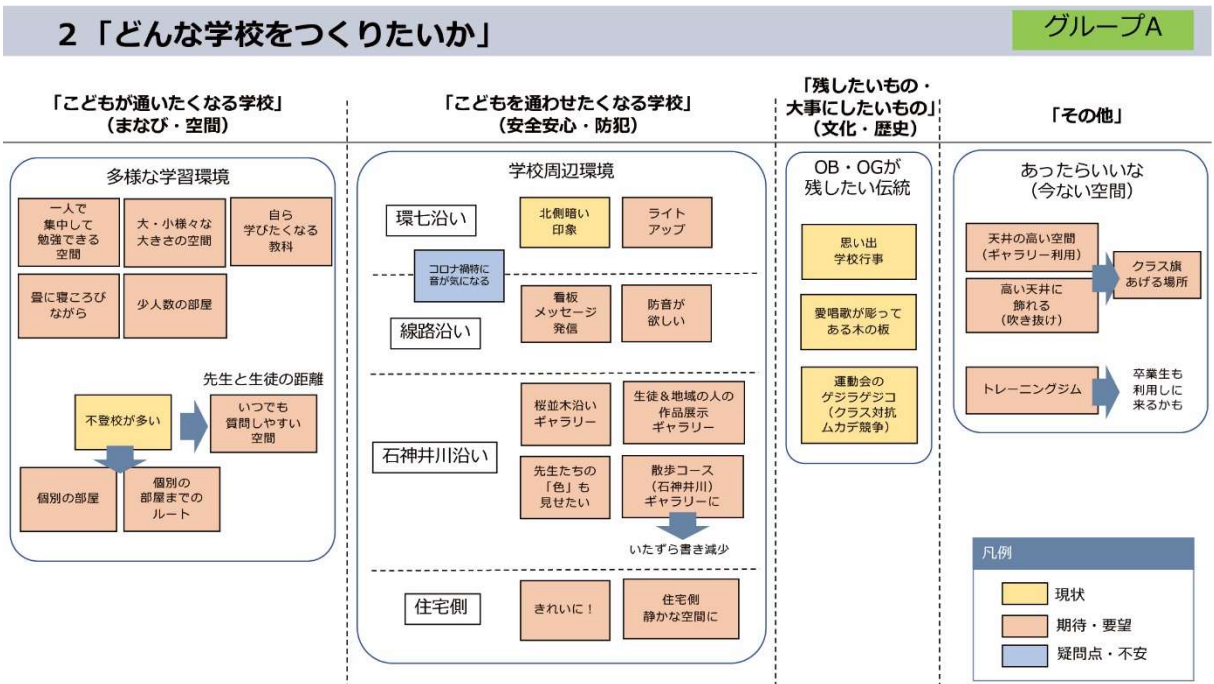 2「どんな学校をつくりたいか」
グループA
「こどもが通いたくなる学校」
（まなび・空間）
多様な学習環境
一人で
集中して
勉強できる
空間
大・小様々な
大きさの空間
自ら
学びたくなる
教科
畳に寝ころび
ながら
少人数の部屋
先生と生徒の距離
不登校が多い
いつでも
質問しやすい
空間
個別の部屋
個別の
部屋までの
ルート
「こどもを通わせたくなる学校」
（安全安心・防犯）
学校周辺環境
環七沿い
北側暗い
印象
ライト
アップ
コロナ禍特に
音が気になる
線路沿い
看板
メッセージ
発信
防音が
欲しい
石神井川沿い
桜並木沿い
ギャラリー
生徒&地域の人の
作品展示
ギャラリー
先生たちの
「色」も
見せたい
散歩コース
（石神井川）
ギャラリーに
いたずら書き減少
住宅側
きれいに！
住宅側
静かな空間に
「残したいもの・
大事にしたいもの」
（文化・歴史）
OB・OGが
残したい伝統
思い出
学校行事
愛唱歌が彫って
ある木の板
運動会の
ゲジラゲジコ
（クラス対抗
ムカデ競争）
「その他」
あったらいいな
（今ない空間）
天井の高い空間
（ギャラリー利用）
高い天井に
飾れる
（吹き抜け）
クラス旗
あげる場所
トレーニングジム
卒業生も
利用しに
来るかも
凡例
現状
期待・要望
疑問点・不安